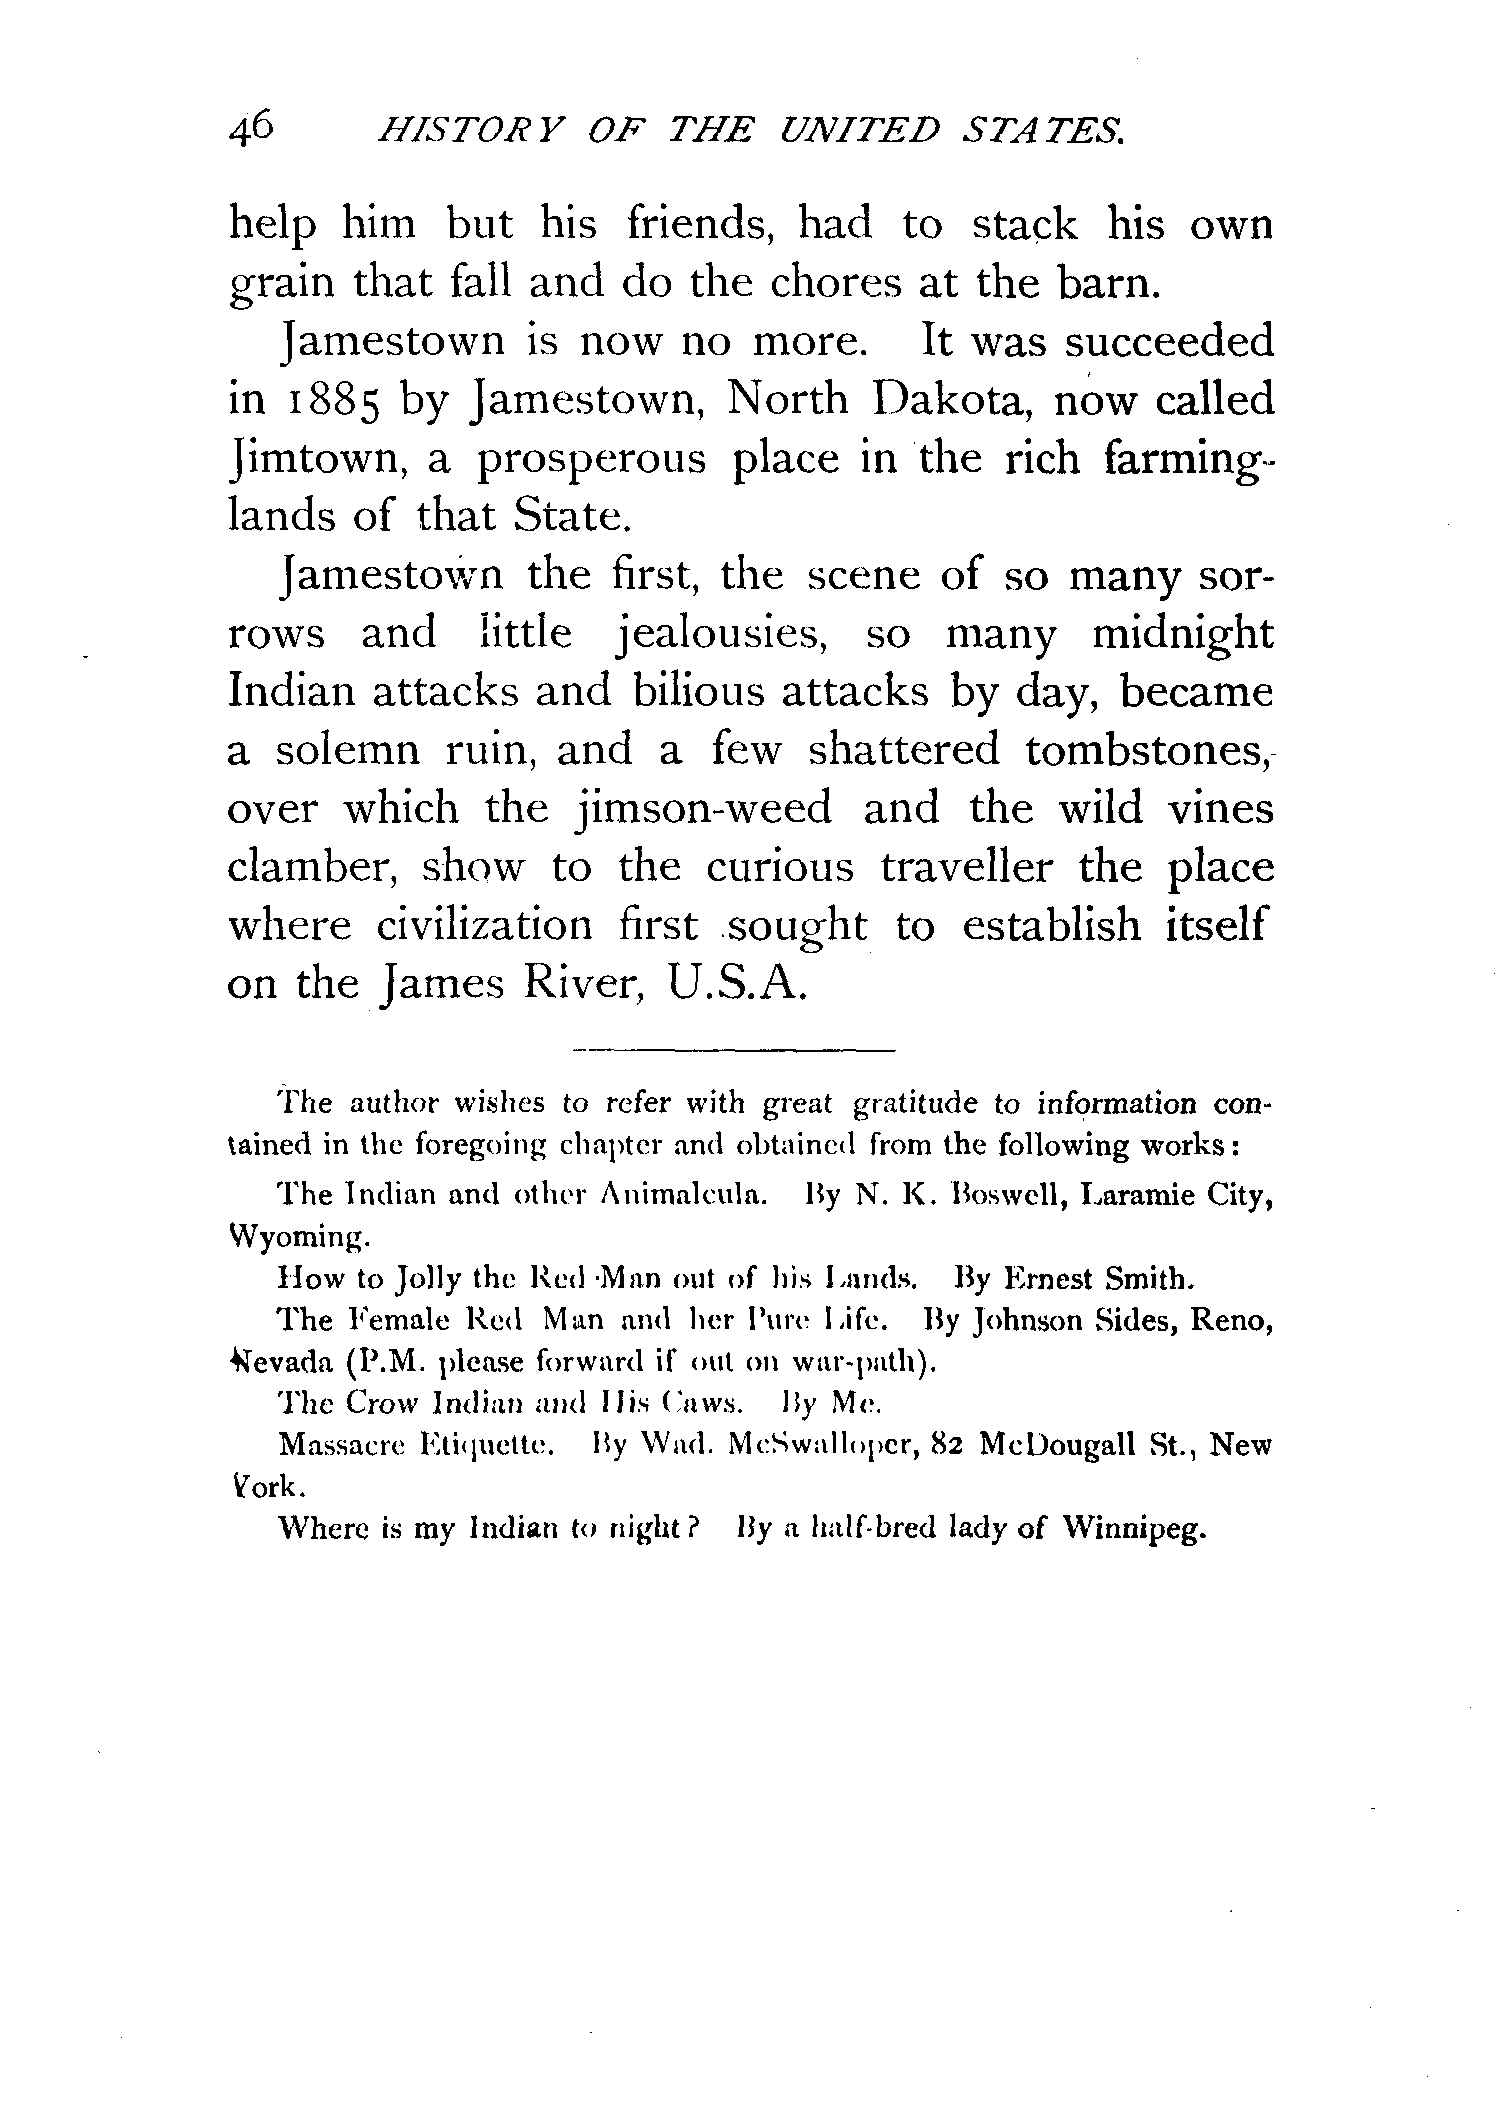 46 HISTORY OF THE UNITED STATES.
help him but his friends, had to stack his own
grain that fall and do the chores at the barn.
Jamestown is now no more. It was succeeded
in 1885 by Jamestown, North Dakota, now called
Jimtown, a prosperous place in the rich farming-
lands of that State.
Jamestown the first, the scene of so many sor-
rows and little jealousies, so many midnight
Indian attacks and bilious attacks by day, became
a solemn ruin, and a few shattered tombstones,
over which the jimson-weed and the wild vines
clamber, show to the curious traveller the place
where civilization first sought to establish itself
on the James River, U.S.A.
The author wishes to refer with great gratitude to information con-
tained in the foregoing chapter and obtained from the following works:
The Indian and other Animalcula. By N. K. Boswell, Laramie City,
Wyoming.
How to Jolly the Red Man out of his Lands. By Ernest Smith.
The Female Red Man and her Pure Life. By Johnson Sides, Reno,
Nevada (P.M. please forward if out on war-path).
The Crow Indian and His Caws. By Me.
Massacre Etiquette. By Wad. McSwalloper, 82 McDougall St., New
York.
Where is my Indian to night? By a half-bred lady of Winnipeg.